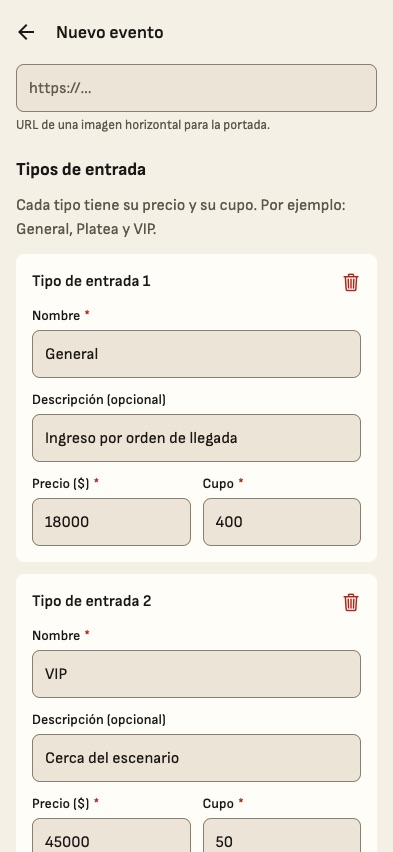 Nuevo evento
https://...
URL de una imagen horizontal para la portada.
Tipos de entrada
Cada tipo tiene su precio y su cupo. Por ejemplo:
General, Platea y VIP.
Tipo de entrada 1
Nombre *
General
Descripción (opcional)
Ingreso por orden de llegada
Precio ($) * Cupo *
18000 400
Tipo de entrada 2
Nombre *
VIP
Descripción (opcional)
Cerca del escenario
Precio ($) * Cupo *
45000 50